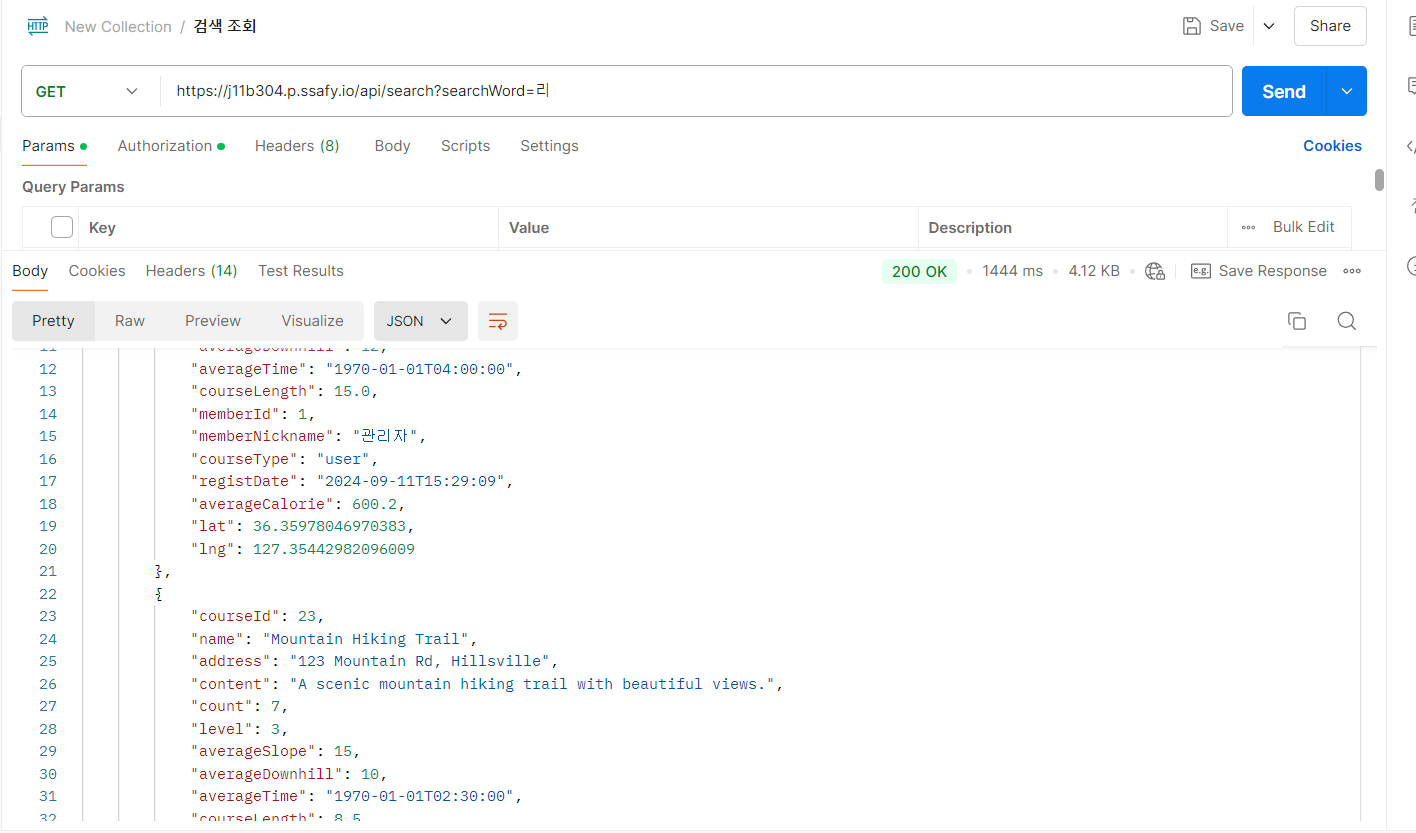 HTTP New Collection / 검색 조회 Save Share
GET https://j11b304.p.ssafy.io/api/search?searchWord=리 Send
Params Authorization Headers (8) Body Scripts Settings Cookies
Query Params
Key Value Description Bulk Edit
Body Cookies Headers (14) Test Results 200 OK 1444 ms 4.12 KB e.g. Save Response
Pretty Raw Preview Visualize JSON
11 "averageDownhill": 12,
12 "averageTime": "1970-01-01T04:00:00",
13 "courseLength": 15.0,
14 "memberId": 1,
15 "memberNickname": "관리자",
16 "courseType": "user",
17 "registDate": "2024-09-11T15:29:09",
18 "averageCalorie": 600.2,
19 "lat": 36.35978046970383,
20 "lng": 127.35442982096009
21 },
22 {
23 "courseId": 23,
24 "name": "Mountain Hiking Trail",
25 "address": "123 Mountain Rd, Hillsville",
26 "content": "A scenic mountain hiking trail with beautiful views.",
27 "count": 7,
28 "level": 3,
29 "averageSlope": 15,
30 "averageDownhill": 10,
31 "averageTime": "1970-01-01T02:30:00",
32 "courseLength": 8.5